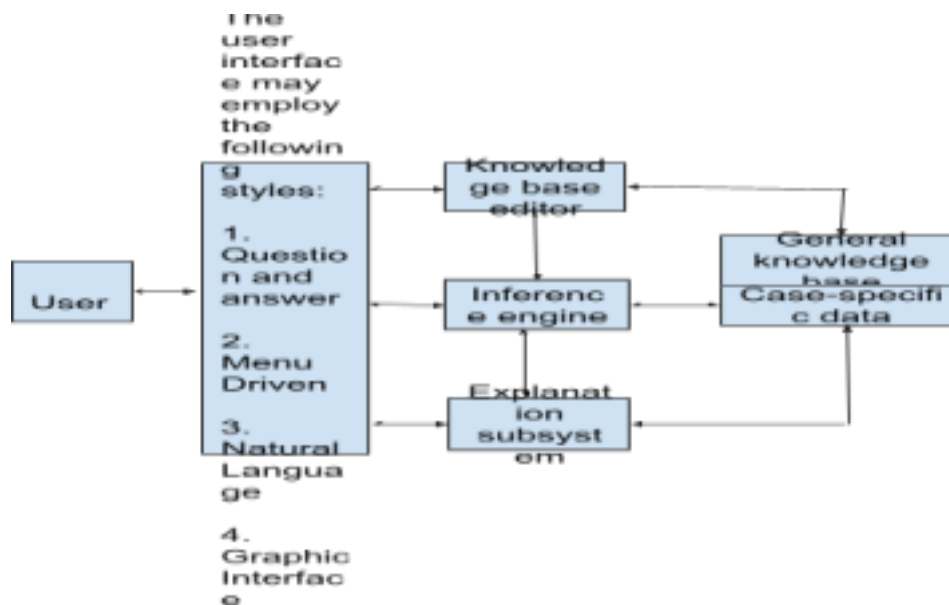 The
user
interfac
e may
employ
the
followin
g
styles:
1.
Questio
n and
answer
2.
Menu
Driven
3.
Natural
Langua
ge
4.
Graphic
Interfac
e
User
Knowled
ge base
editor
Inferenc
e engine
Explanat
ion
subsyst
em
General
knowledge
base
Case-specifi
c data